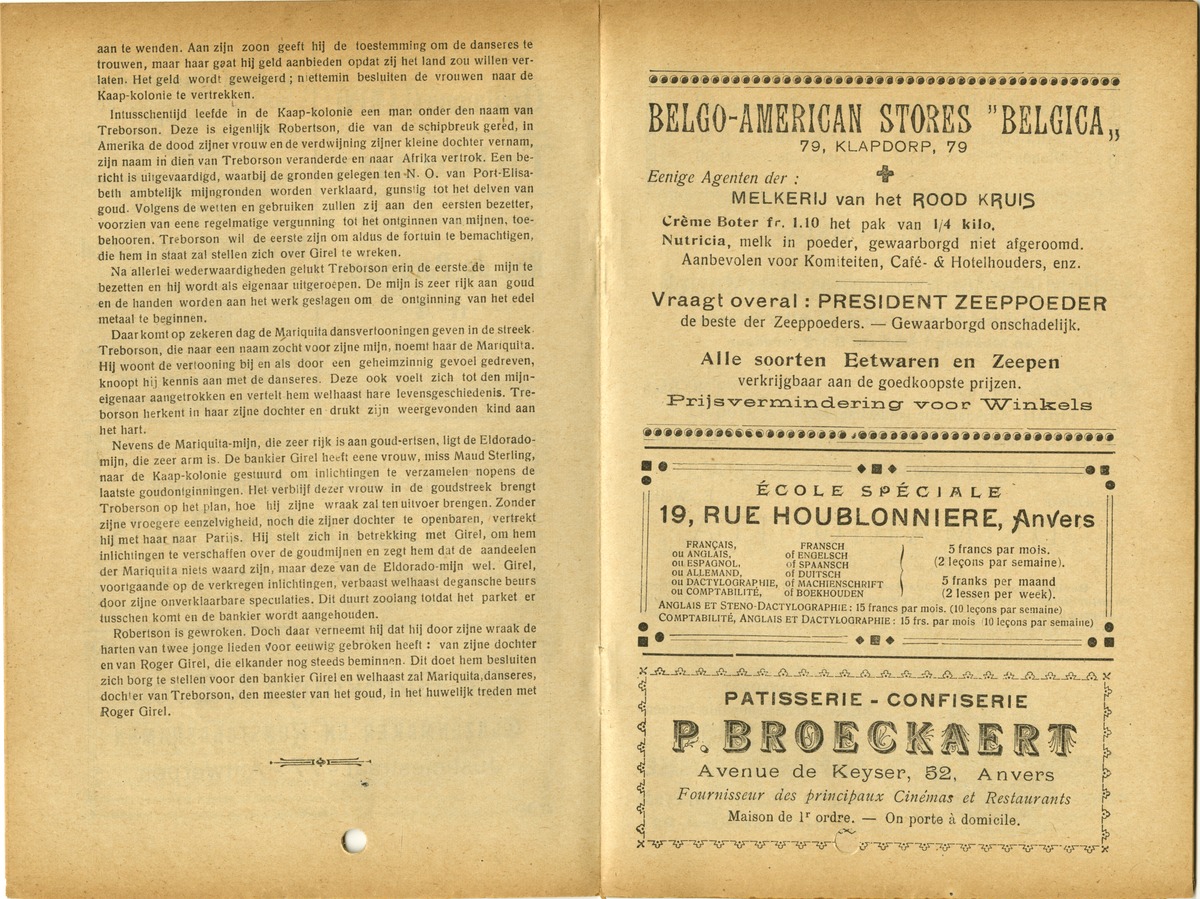 aan te wenden. Aan zijn zoon geeft hij de toestemming om de danseres te
trouwen, maar haar gaat hij geld aanbieden opdat zij het land zou willen ver-
laten. Het geld wordt geweigerd ; niettemin besluiten de vrouwen naar de
Kaap-kolonie te vertrekken.
Intusschentijd leefde in de Kaap-kolonie een man onder den naam van
Treborson. Deze is eigenlijk Robertson, die van de schipbreuk gered, in
Amerika de dood zijner vrouw en de verdwijning zijner kleine dochter vernam,
zijn naam in dien van Treborson veranderde en naar Afrika vertrok. Een be-
richt is uitgevaardigd, waarbij de gronden gelegen ten N. O. van Port-Elisa-
beth ambtelijk mijngronden worden verklaard, gunstig tot het delven van
goud. Volgens de wetten en gebruiken zullen zij aan den eersten bezetter,
voorzien van eene regelmatige vergunning tot het ontginnen van mijnen, toe-
behooren. Treborson wil de eerste zijn om aldus de fortuin te bemachtigen,
die hem in staat zal stellen zich over Girel te wreken.
Na allerlei wederwaardigheden gelukt Treborson erin de eerste de mijn te
bezetten en hij wordt als eigenaar uitgeroepen. De mijn is zeer rijk aan goud
en de handen worden aan het werk geslagen om de ontginning van het edel
metaal te beginnen.
Daar komt op zekeren dag de Mariquita dansvertooningen geven in de streek.
Treborson, die naar een naam zocht voor zijne mijn, noemt haar de Mariquita.
Hij woont de vertooning bij en als door een geheimzinnig gevoel gedreven,
knoopt hij kennis aan met de danseres. Deze ook voelt zich tot den mijn-
eigenaar aangetrokken en vertelt hem welhaast hare levensgeschiedenis. Tre-
borson herkent in haar zijne dochter en drukt zijn weergevonden kind aan
het hart.
Nevens de Mariquita-mijn, die zeer rijk is aan goud-ertsen, ligt de Eldorado-
mijn, die zeer arm is. De bankier Girel heeft eene vrouw, miss Maud Sterling,
naar de Kaap-kolonie gestuurd om inlichtingen te verzamelen nopens de
laatste goudontginningen. Het verblijf dezer vrouw in de goudstreek brengt
Troberson op het plan, hoe hij zijne wraak zal ten uitvoer brengen. Zonder
zijne vroegere eenzelvigheid, noch die zijner dochter te openbaren, vertrekt
hij met haar naar Parijs. Hij stelt zich in betrekking met Girel, om hem
inlichtingen te verschaffen over de goudmijnen en zegt hem dat de aandeelen
der Mariquita niets waard zijn, maar deze van de Eldorado-mijn wel. Girel,
voortgaande op de verkregen inlichtingen, verbaast welhaast de gansche beurs
door zijne onverklaarbare speculaties. Dit duurt zoolang totdat het parket er
tusschen komt en de bankier wordt aangehouden.
Robertson is gewroken. Doch daar verneemt hij dat hij door zijne wraak de
harten van twee jonge lieden voor eeuwig gebroken heeft : van zijne dochter
en van Roger Girel, die elkander nog steeds beminnen. Dit doet hem besluiten
zich borg te stellen voor den bankier Girel en welhaast zal Mariquita, danseres,
dochter van Treborson, den meester van het goud, in het huwelijk treden met
Roger Girel.
BELGO-AMERICAN STORES "BELGICA„
79, KLAPDORP, 79
Eenige Agenten der :
MELKERIJ van het ROOD KRUIS
Crème Boter fr. 1.10 het pak van 1/4 kilo.
Nutricia, melk in poeder, gewaarborgd niet afgeroomd.
Aanbevolen voor Komiteiten, Café- & Hotelhouders, enz.
Vraagt overal : PRESIDENT ZEEPPOEDER
de beste der Zeeppoeders. — Gewaarborgd onschadelijk.
Alle soorten Eetwaren en Zeepen
verkrijgbaar aan de goedkoopste prijzen.
Prijsvermindering voor Winkels
ÉCOLE SPÉCIALE
19, RUE HOUBLONNIERE, Anvers
FRANÇAIS, FRANSCH
ou ANGLAIS, of ENGELSCH
ou ESPAGNOL, of SPAANSCH
ou ALLEMAND, of DUITSCH
ou DACTYLOGRAPHIE, of MACHIENSCHRIFT
ou COMPTABILITÉ, of BOEKHOUDEN
5 francs par mois.
(2 leçons par semaine).
5 franks per maand
(2 lessen per week).
ANGLAIS ET STENO-DACTYLOGRAPHIE : 15 francs par mois. (10 leçons par semaine)
COMPTABILITÉ, ANGLAIS ET DACTYLOGRAPHIE : 15 frs. par mois (10 leçons par semaine)
PATISSERIE - CONFISERIE
P. BROECKAERT
Avenue de Keyser, 52, Anvers
Fournisseur des principaux Cinémas et Restaurants
Maison de 1r ordre. — On porte à domicile.